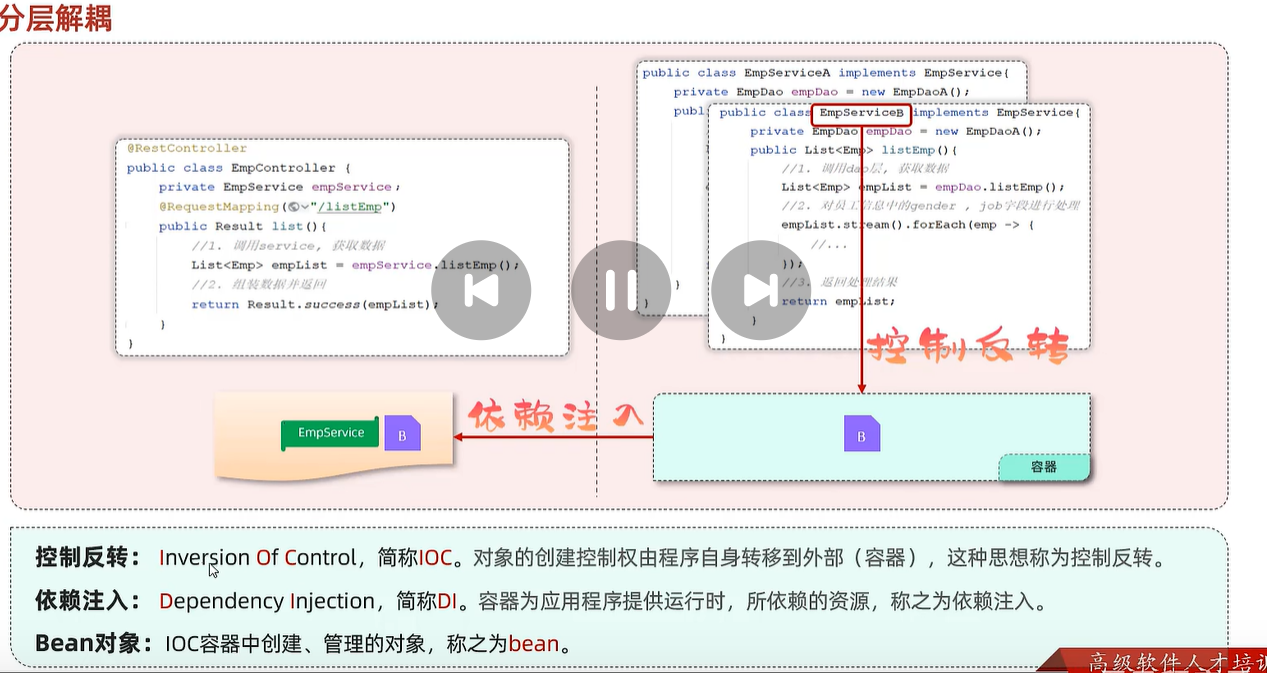 分层解耦
@RestController
public class EmpController {
private EmpService empService;
@RequestMapping("/listEmp")
public Result list(){
//1. 调用service, 获取数据
List<Emp> empList = empService.listEmp();
//2. 组装数据并返回
return Result.success(empList);
}
}
public class EmpServiceA implements EmpService{
private EmpDao empDao = new EmpDaoA();
publ
}
}
public class EmpServiceB implements EmpService{
private EmpDao empDao = new EmpDaoA();
public List<Emp> listEmp(){
//1. 调用dao层, 获取数据
List<Emp> empList = empDao.listEmp();
//2. 对员工信息中的gender , job字段进行处理
empList.stream().forEach(emp -> {
//...
});
//3. 返回处理结果
return empList;
}
}
控制反转
依赖注入
EmpService
B
B
容器
控制反转： Inversion Of Control，简称IOC。对象的创建控制权由程序自身转移到外部（容器），这种思想称为控制反转。
依赖注入： Dependency Injection，简称DI。容器为应用程序提供运行时，所依赖的资源，称之为依赖注入。
Bean对象：IOC容器中创建、管理的对象，称之为bean。
高级软件人才培训